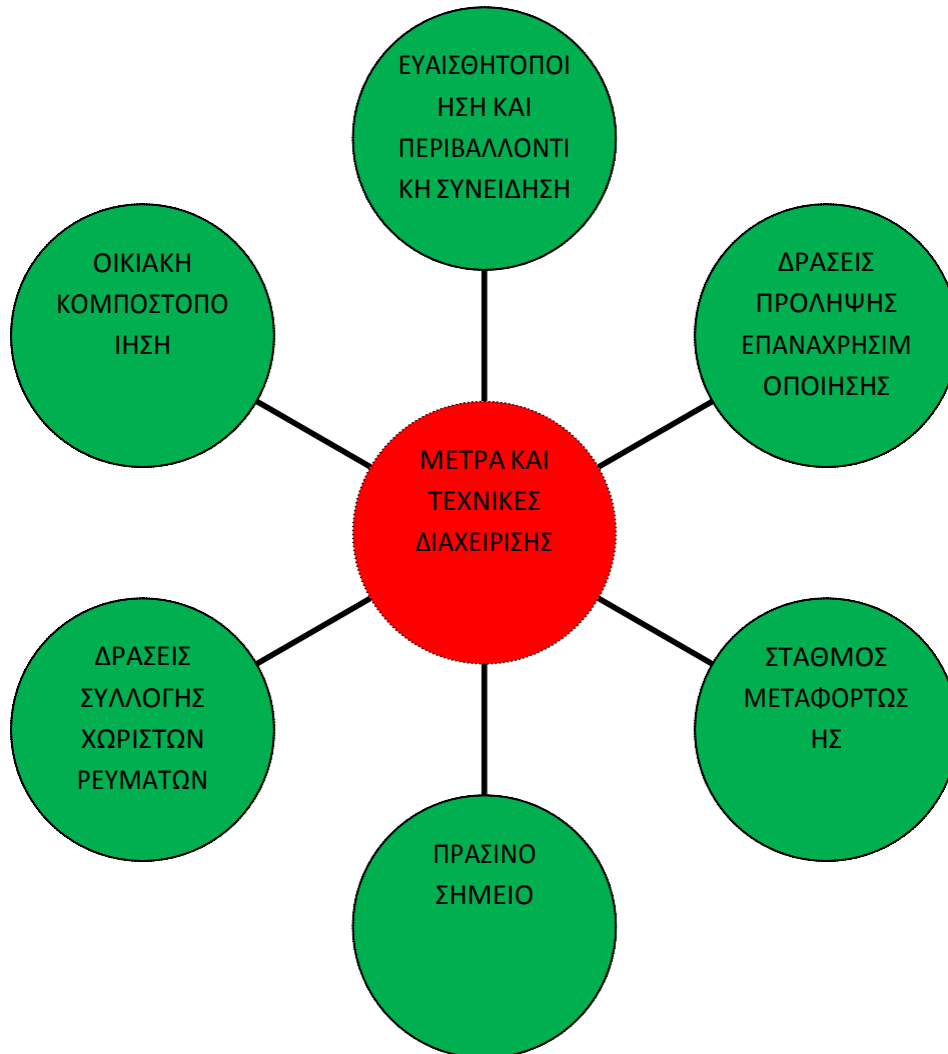 ΕΥΑΙΣΘΗΤΟΠΟΙ
ΗΣΗ ΚΑΙ
ΠΕΡΙΒΑΛΛΟΝΤΙ
ΚΗ ΣΥΝΕΙΔΗΣΗ
ΔΡΑΣΕΙΣ
ΠΡΟΛΗΨΗΣ
ΕΠΑΝΑΧΡΗΣΙΜ
ΟΠΟΙΗΣΗΣ
ΣΤΑΘΜΟΣ
ΜΕΤΑΦΟΡΤΩΣ
ΗΣ
ΠΡΑΣΙΝΟ
ΣΗΜΕΙΟ
ΔΡΑΣΕΙΣ
ΣΥΛΛΟΓΗΣ
ΧΩΡΙΣΤΩΝ
ΡΕΥΜΑΤΩΝ
ΟΙΚΙΑΚΗ
ΚΟΜΠΟΣΤΟΠΟ
ΙΗΣΗ
ΜΕΤΡΑ ΚΑΙ
ΤΕΧΝΙΚΕΣ
ΔΙΑΧΕΙΡΙΣΗΣ